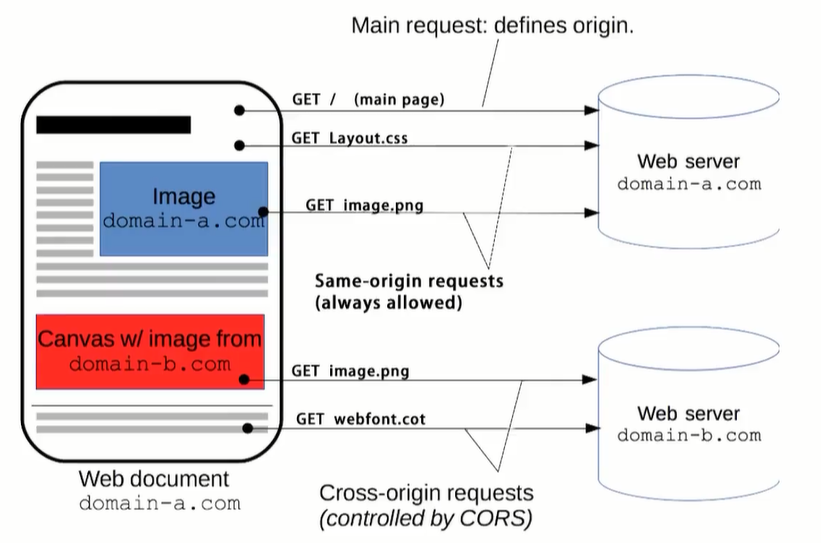 Main request: defines origin.
GET / (main page)
GET Layout.css
Image
domain-a.com
GET image.png
Web server
domain-a.com
Same-origin requests
(always allowed)
Canvas w/ image from
domain-b.com
GET image.png
GET webfont.cot
Web server
domain-b.com
Web document
domain-a.com
Cross-origin requests
(controlled by CORS)